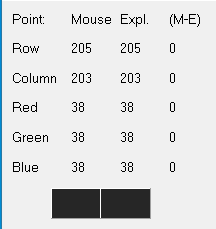 Point: Mouse Expl. (M-E)
Row 205 205 0
Column 203 203 0
Red 38 38 0
Green 38 38 0
Blue 38 38 0